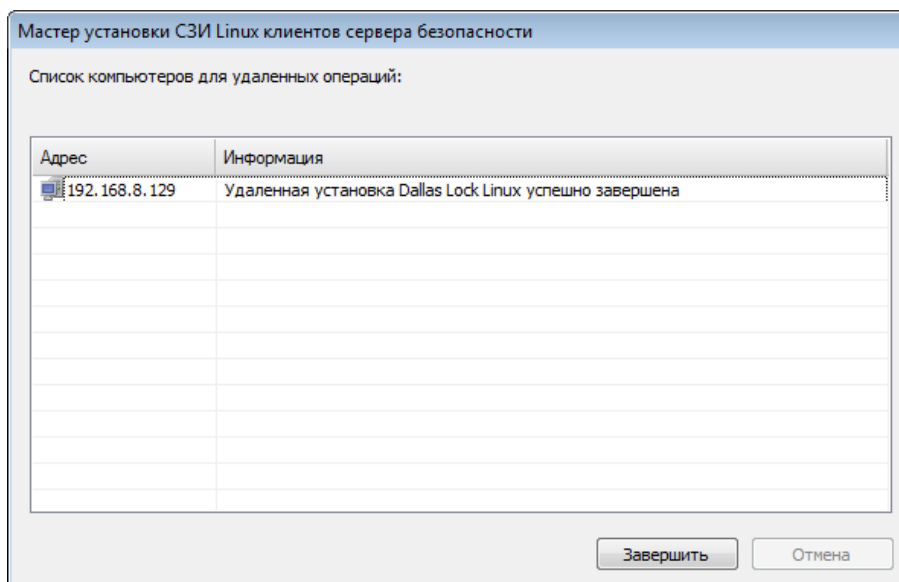 Мастер установки СЗИ Linux клиентов сервера безопасности
Список компьютеров для удаленных операций:
Адрес Информация
192.168.8.129 Удаленная установка Dallas Lock Linux успешно завершена
Завершить Отмена